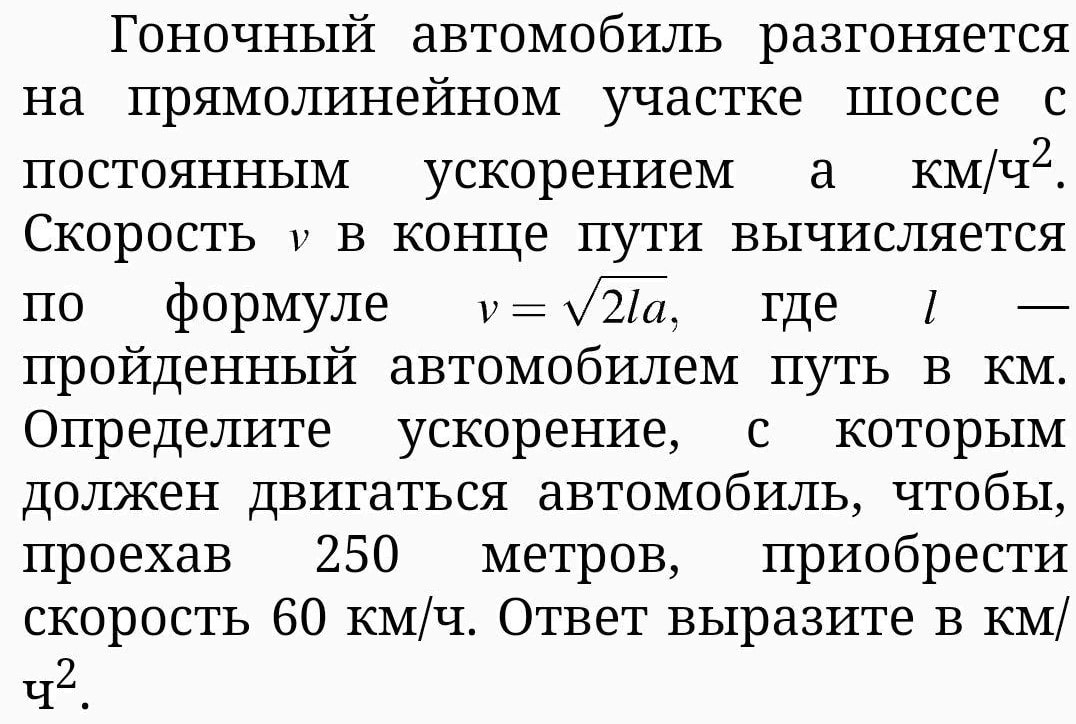 Гоночный автомобиль разгоняется
на прямолинейном участке шоссе с
постоянным ускорением a км/ч².
Скорость v в конце пути вычисляется
по формуле v = √2la, где l —
пройденный автомобилем путь в км.
Определите ускорение, с которым
должен двигаться автомобиль, чтобы,
проехав 250 метров, приобрести
скорость 60 км/ч. Ответ выразите в км/
ч².